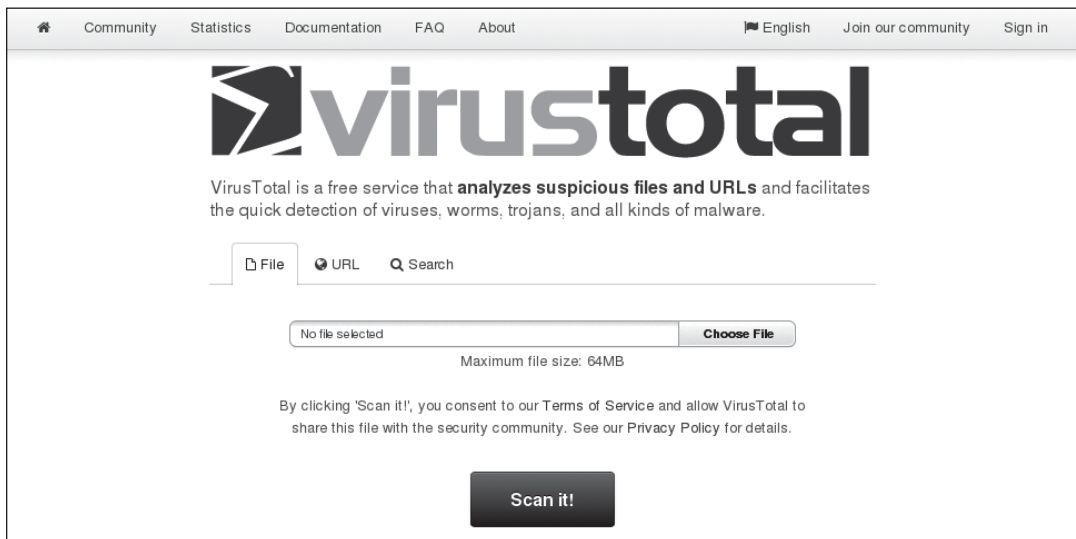 Community Statistics Documentation FAQ About English Join our community Sign in
virustotal
VirusTotal is a free service that analyzes suspicious files and URLs and facilitates
the quick detection of viruses, worms, trojans, and all kinds of malware.
File URL Search
No file selected Choose File
Maximum file size: 64MB
By clicking 'Scan it!', you consent to our Terms of Service and allow VirusTotal to
share this file with the security community. See our Privacy Policy for details.
Scan it!